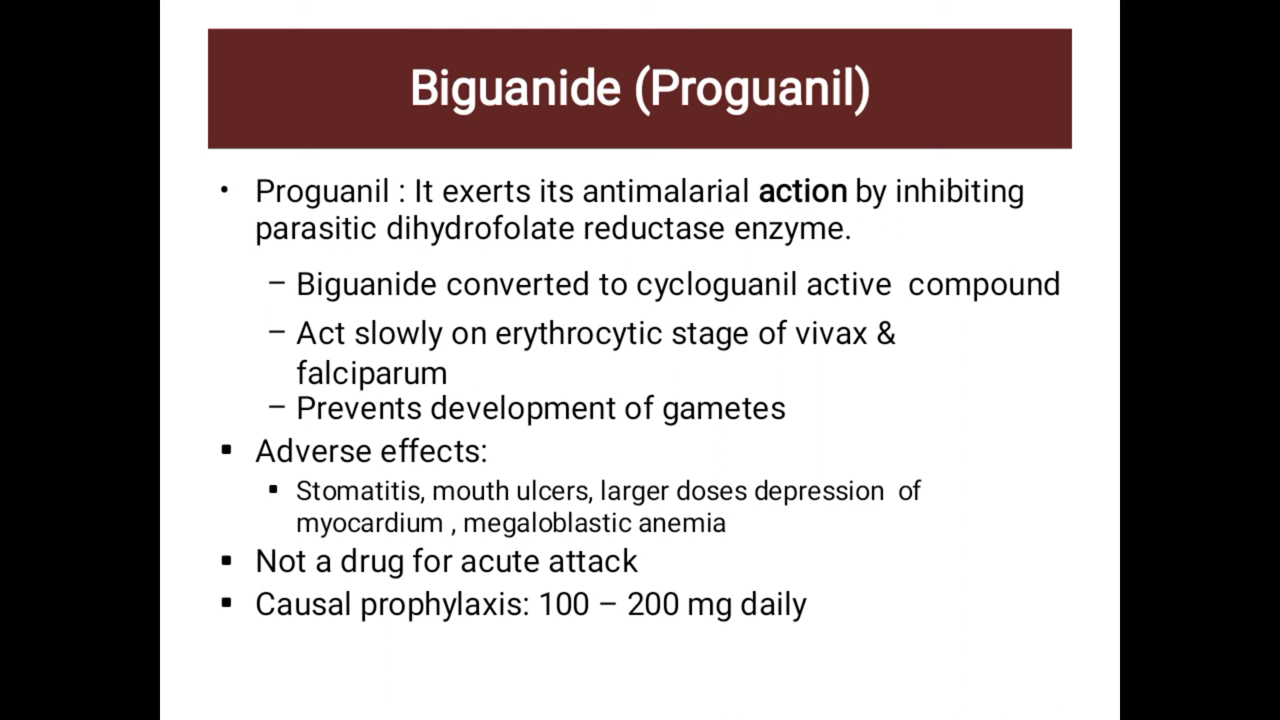 Biguanide (Proguanil)
• Proguanil : It exerts its antimalarial action by inhibiting
parasitic dihydrofolate reductase enzyme.
– Biguanide converted to cycloguanil active  compound
– Act slowly on erythrocytic stage of vivax &
falciparum
– Prevents development of gametes
▪ Adverse effects:
▪ Stomatitis, mouth ulcers, larger doses depression  of
myocardium , megaloblastic anemia
▪ Not a drug for acute attack
▪ Causal prophylaxis: 100 – 200 mg daily